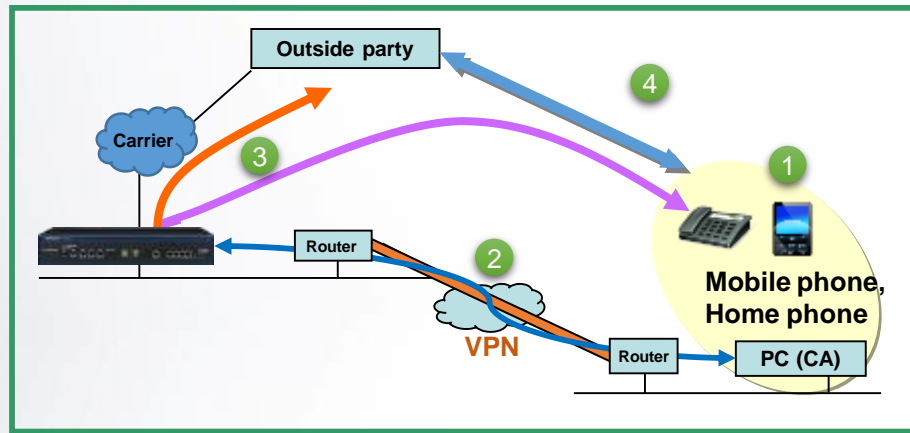 Outside party
4
Carrier
3
1
Router
2
Mobile phone,
Home phone
VPN
Router
PC (CA)